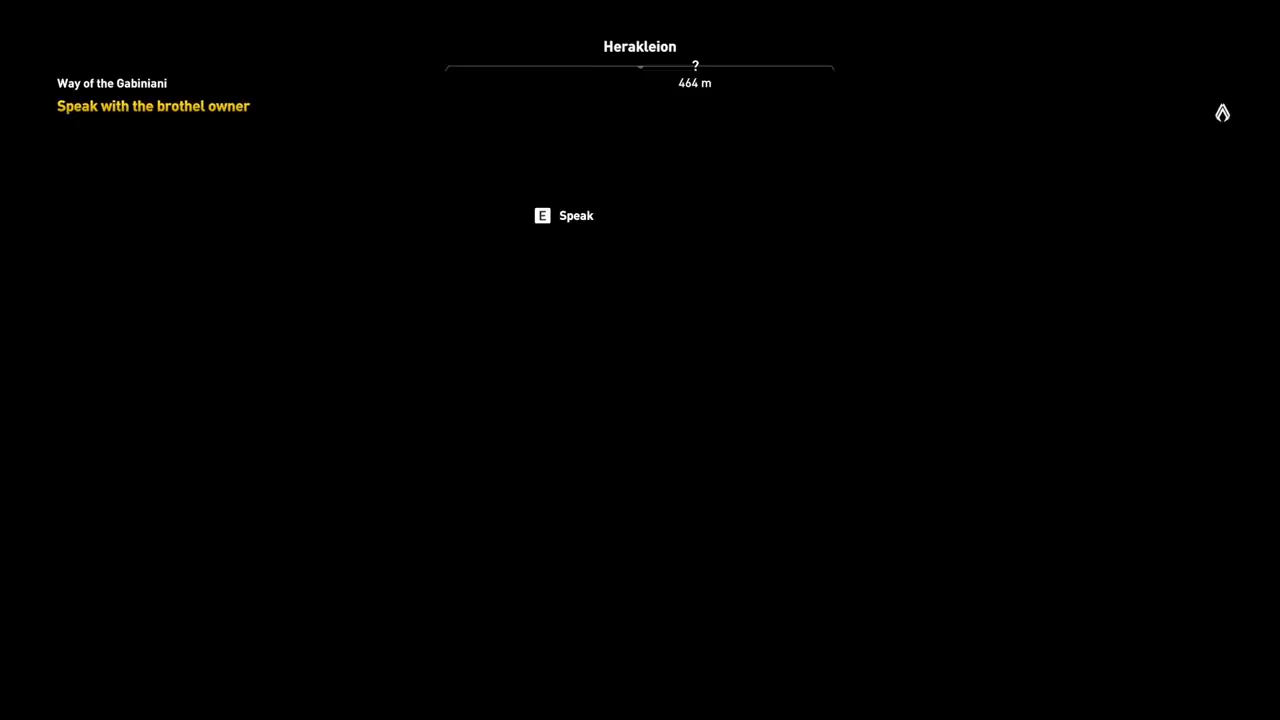 Herakleion
?
464 m
Way of the Gabiniani
Speak with the brothel owner
E Speak